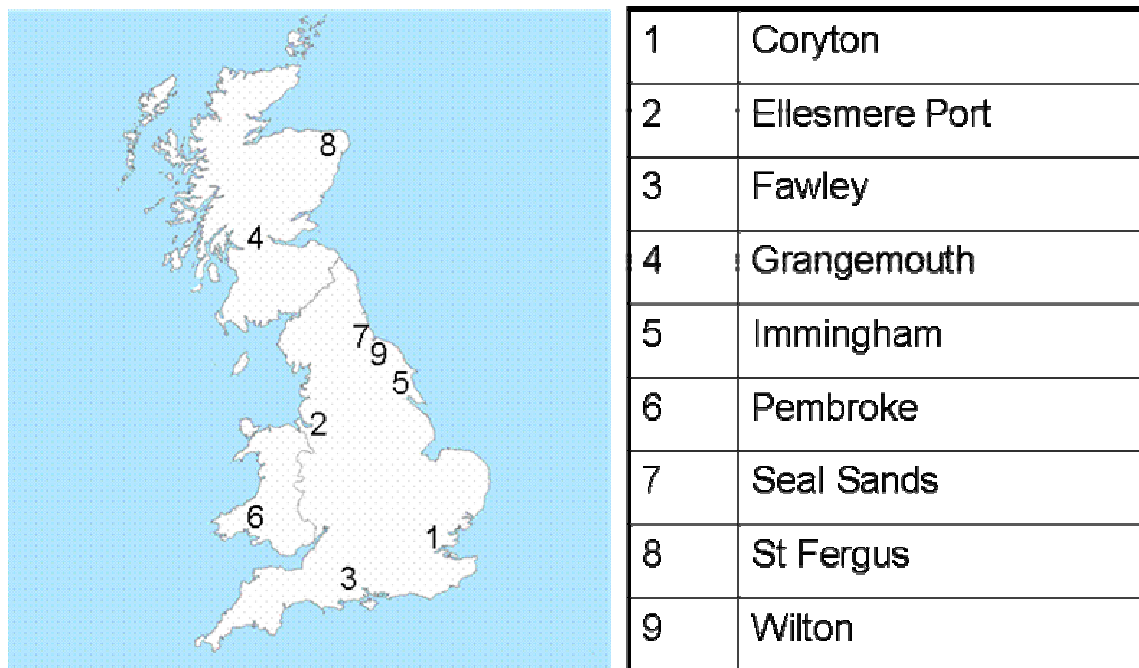 8
4
7
9
5
2
6
1
3
1 Coryton
2 Ellesmere Port
3 Fawley
4 Grangemouth
5 Immingham
6 Pembroke
7 Seal Sands
8 St Fergus
9 Wilton